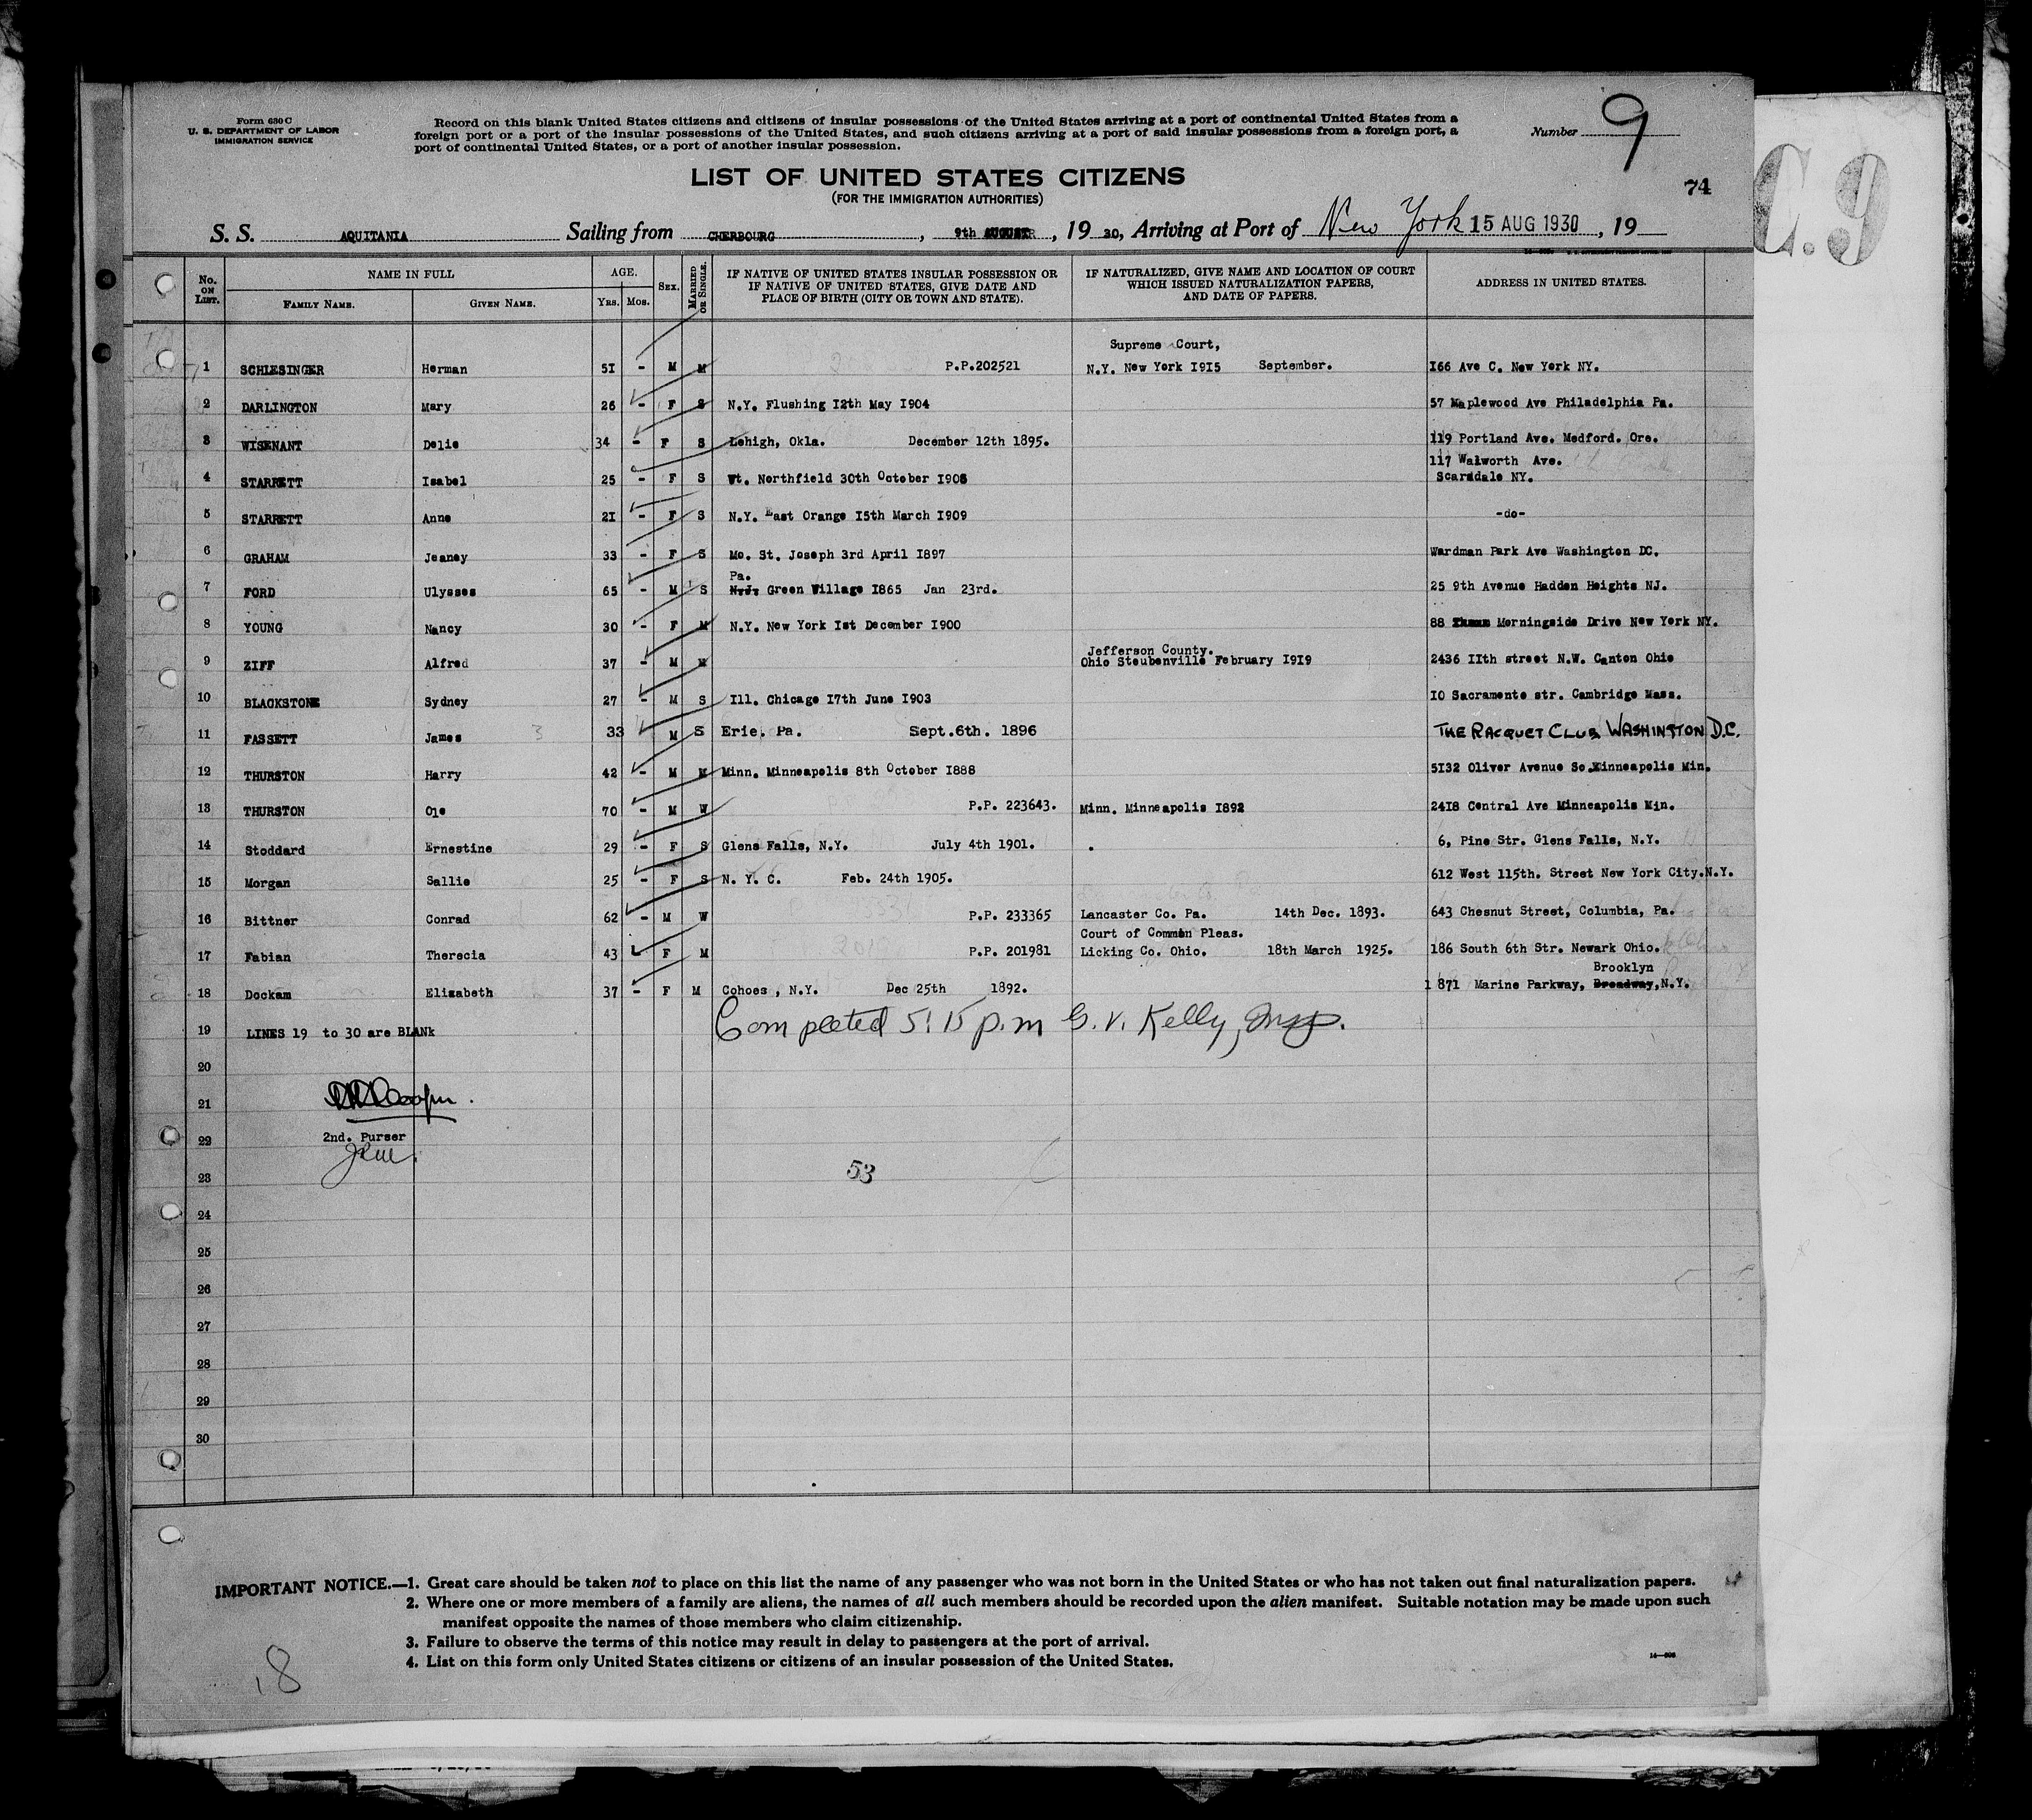 Form 630 C
U. S. DEPARTMENT OF LABOR
IMMIGRATION SERVICE
Record on this blank United States citizens and citizens of insular possessions of the United States arriving at a port of continental United States from a
foreign port or a port of the insular possessions of the United States, and such citizens arriving at a port of said insular possessions from a foreign port, a
port of continental United States, or a port of another insular possession.
Number 9
C.9
74
LIST OF UNITED STATES CITIZENS
(FOR THE IMMIGRATION AUTHORITIES)
S. S. AQUITANIA Sailing from CHERBOURG, 9th AUGUST, 19 30, Arriving at Port of New York 15 AUG 1930, 19
No. ON LIST. NAME IN FULL FAMILY NAME. GIVEN NAME. AGE. YRS. MOS. SEX. MARRIED OR SINGLE. IF NATIVE OF UNITED STATES INSULAR POSSESSION OR IF NATIVE OF UNITED STATES, GIVE DATE AND PLACE OF BIRTH (CITY OR TOWN AND STATE). IF NATURALIZED, GIVE NAME AND LOCATION OF COURT WHICH ISSUED NATURALIZATION PAPERS, AND DATE OF PAPERS. ADDRESS IN UNITED STATES.
Supreme Court,
1 SCHLESINGER Herman 51 - M M P.P.202521 N.Y. New York 1915 September. 166 Ave C. New York NY.
2 DARLINGTON Mary 26 - F S N.Y. Flushing 12th May 1904 57 Maplewood Ave Philadelphia Pa.
3 WISENANT Delie 34 - F S Lehigh, Okla. December 12th 1895. 119 Portland Ave. Medford. Ore.
117 Walworth Ave.
4 STARRETT Isabel 25 - F S Vt. Northfield 30th October 1905 Scarsdale NY.
5 STARRETT Anne 21 - F S N.Y. East Orange 15th March 1909 -do-
6 GRAHAM Jeaney 33 - F S Mo. St. Joseph 3rd April 1897 Wardman Park Ave Washington DC.
Pa.
7 FORD Ulysses 65 - M S N.J. Green Village 1865 Jan 23rd. 25 9th Avenue Hadden Heights NJ.
8 YOUNG Nancy 30 - F M N.Y. New York 1st December 1900 88 Morningside Drive New York NY.
Jefferson County.
9 ZIFF Alfred 37 - M M Ohio Steubenville February 1919 2436 11th street N.W. Canton Ohio
10 BLACKSTONE Sydney 27 - M S Ill. Chicago 17th June 1903 10 Sacramento str. Cambridge Mass.
11 FASSETT James 3 33 M S Erie. Pa. Sept.6th. 1896 THE RACQUET CLUB WASHINTTON D.C.
12 THURSTON Harry 42 - M M Minn. Minneapolis 8th October 1888 5132 Oliver Avenue So.Minneapolis Min.
13 THURSTON Ole 70 - M W P.P. 223643. Minn. Minneapolis 1892 2418 Central Ave Minneapolis Min.
14 Stoddard Ernestine 29 - F S Glens Falls, N.Y. July 4th 1901. 6, Pine Str. Glens Falls, N.Y.
15 Morgan Sallie 25 - F S N. Y. C. Feb. 24th 1905. 612 West 115th. Street New York City.N.Y.
16 Bittner Conrad 62 - M W P.P. 233365 Lancaster Co. Pa. 14th Dec. 1893. 643 Chesnut Street, Columbia, Pa.
Court of Common Pleas.
17 Fabian Therecia 43 - F M P.P. 201981 Licking Co. Ohio. 18th March 1925. 186 South 6th Str. Newark Ohio.
Brooklyn
18 Dockam Elizabeth 37 - F M Cohoes , N.Y. Dec 25th 1892. 1871 Marine Parkway, Broadway,N.Y.
19 LINES 19 to 30 are BLANk Completed 5:15 p.m G. V. Kelly, Insp.
20
21
22 2nd. Purser
23 53
24
25
26
27
28
29
30
IMPORTANT NOTICE.—1. Great care should be taken not to place on this list the name of any passenger who was not born in the United States or who has not taken out final naturalization papers.
2. Where one or more members of a family are aliens, the names of all such members should be recorded upon the alien manifest. Suitable notation may be made upon such
manifest opposite the names of those members who claim citizenship.
3. Failure to observe the terms of this notice may result in delay to passengers at the port of arrival.
4. List on this form only United States citizens or citizens of an insular possession of the United States.
18